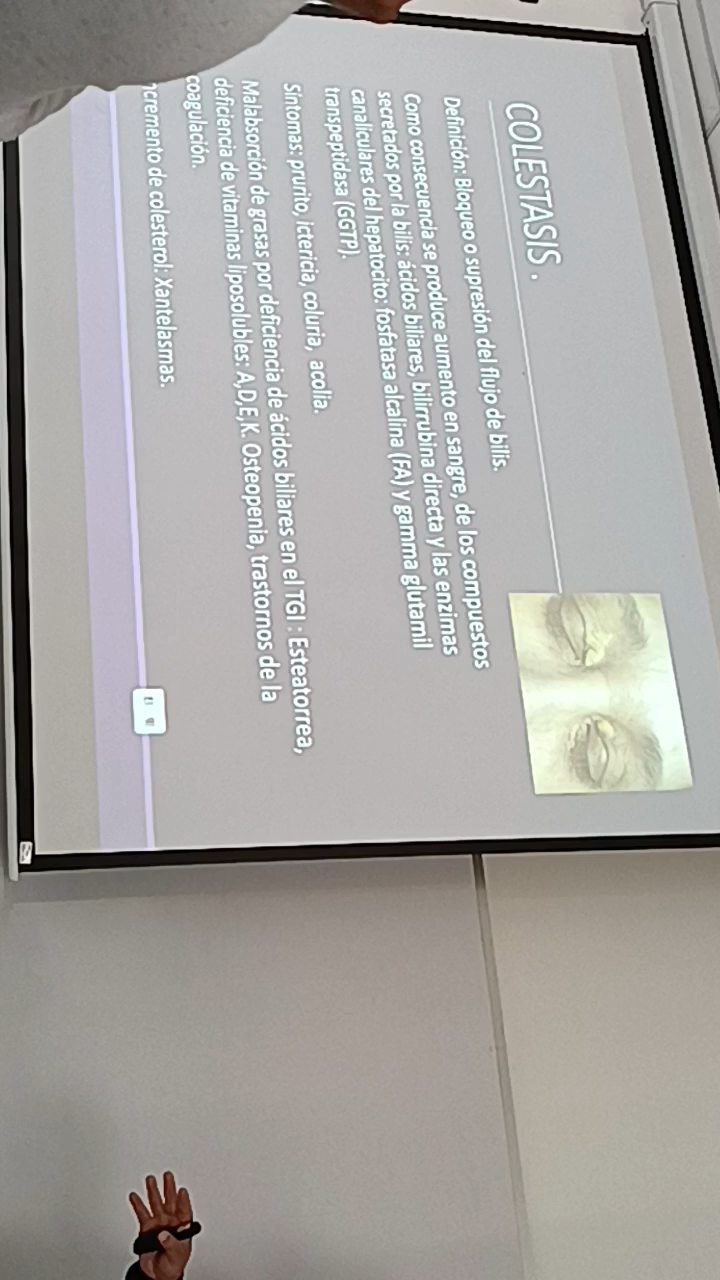 COLESTASIS .
Definición: Bloqueo o supresión del flujo de bilis.
Como consecuencia se produce aumento en sangre, de los compuestos
secretados por la bilis: ácidos biliares, bilirrubina directa y las enzimas
canaliculares del hepatocito: fosfatasa alcalina (FA) y gamma glutamil
transpeptidasa (GGTP).
Síntomas: prurito, ictericia, coluria, acolia.
Malabsorción de grasas por deficiencia de ácidos biliares en el TGI : Esteatorrea,
deficiencia de vitaminas liposolubles: A,D,E,K. Osteopenia, trastornos de la
coagulación.
ncremento de colesterol: Xantelasmas.